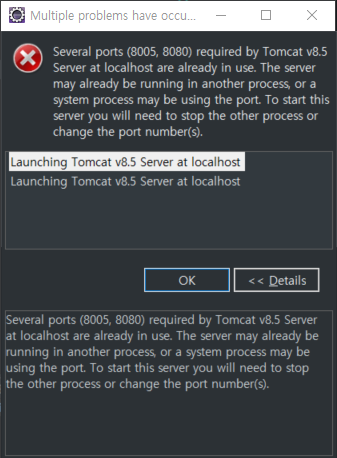 Multiple problems have occu...
Several ports (8005, 8080) required by Tomcat v8.5
Server at localhost are already in use. The server
may already be running in another process, or a
system process may be using the port. To start this
server you will need to stop the other process or
change the port number(s).
Launching Tomcat v8.5 Server at localhost
Launching Tomcat v8.5 Server at localhost
OK
<< Details
Several ports (8005, 8080) required by Tomcat v8.5 Server
at localhost are already in use. The server may already be
running in another process, or a system process may be
using the port. To start this server you will need to stop
the other process or change the port number(s).